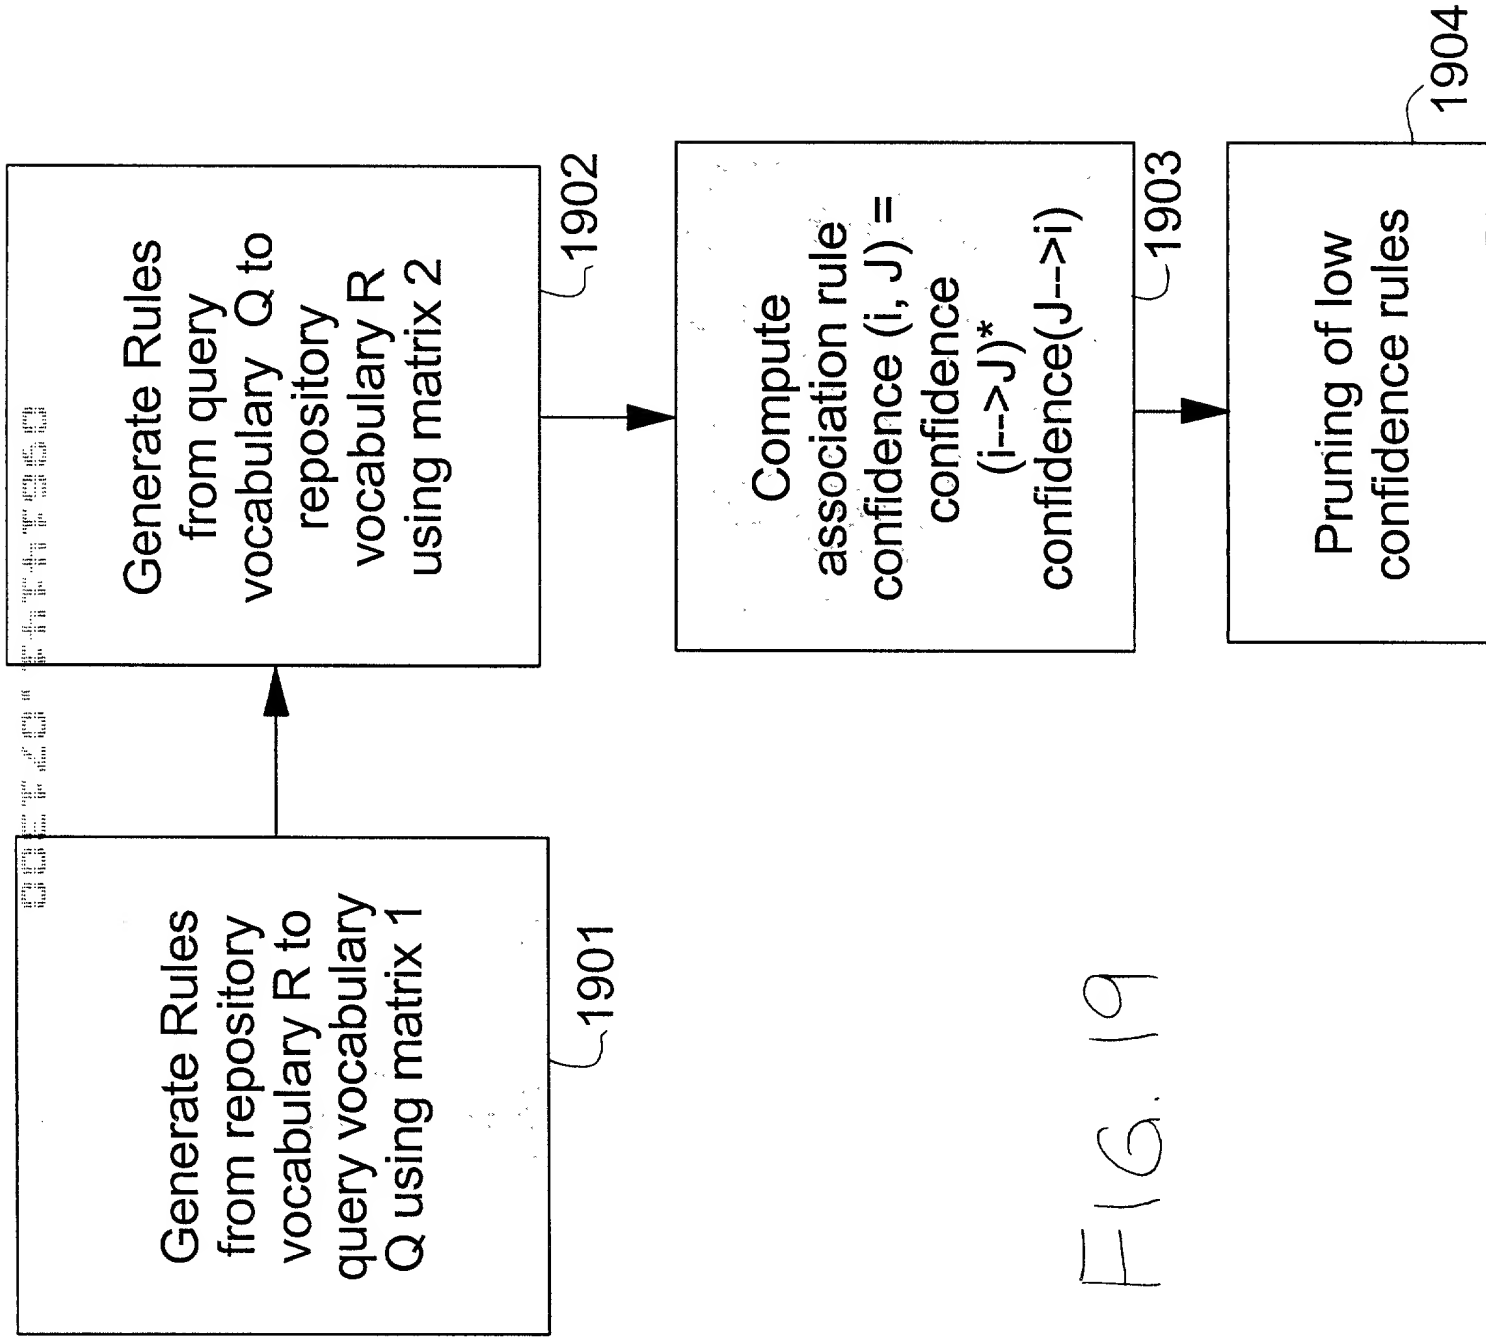 Generate Rules
from repository
vocabulary R to
query vocabulary
Q using matrix 1
1901
Generate Rules
from query
vocabulary Q to
repository
vocabulary R
using matrix 2
1902
Compute
association rule
confidence (i, J) =
confidence
(i-->J)*
confidence(J-->i)
1903
Pruning of low
confidence rules
1904
FIG. 19